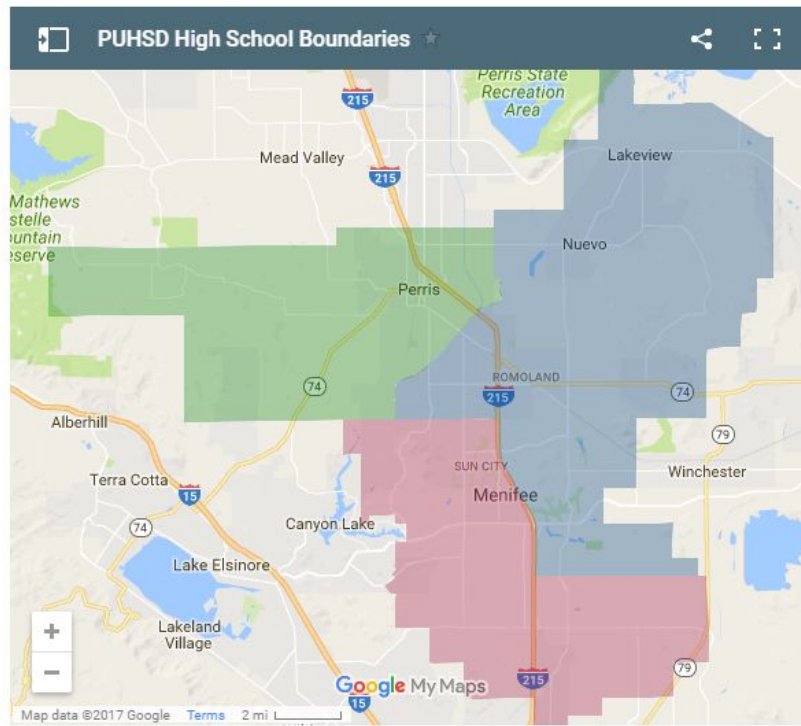 PUHSD High School Boundaries
Perris State
Recreation
Area
215
Mead Valley
215
Lakeview
Mathews
stelle
ountain
eserve
Nuevo
Perris
74
ROMOLAND
215
74
Alberhill
79
SUN CITY
Terra Cotta
Menifee
Winchester
15
74
Canyon Lake
Lake Elsinore
Lakeland
Village
+
−
79
215
Google My Maps
15
Map data ©2017 Google Terms 2 mi